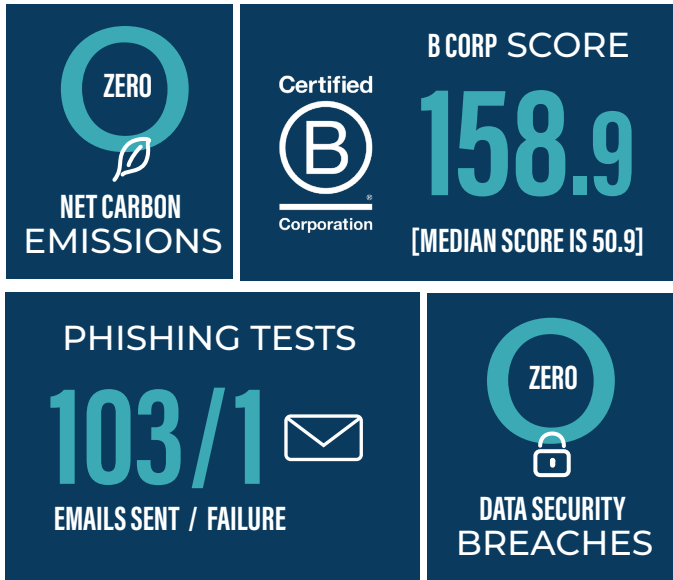 ZERO
NET CARBON
EMISSIONS
B CORP SCORE
Certified
B
®
Corporation
158.9
[MEDIAN SCORE IS 50.9]
PHISHING TESTS
103/1
EMAILS SENT / FAILURE
ZERO
DATA SECURITY
BREACHES